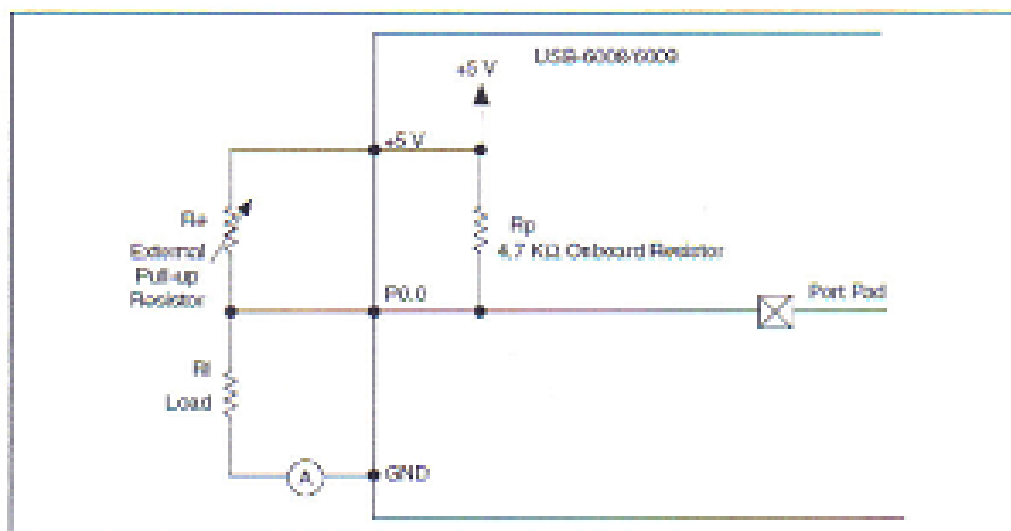 USB-6008/6009
+5 V
+5 V
Re
External
Pull-up
Resistor
Rp
4.7 KΩ Onboard Resistor
P0.0
Port Pad
Rl
Load
A
GND